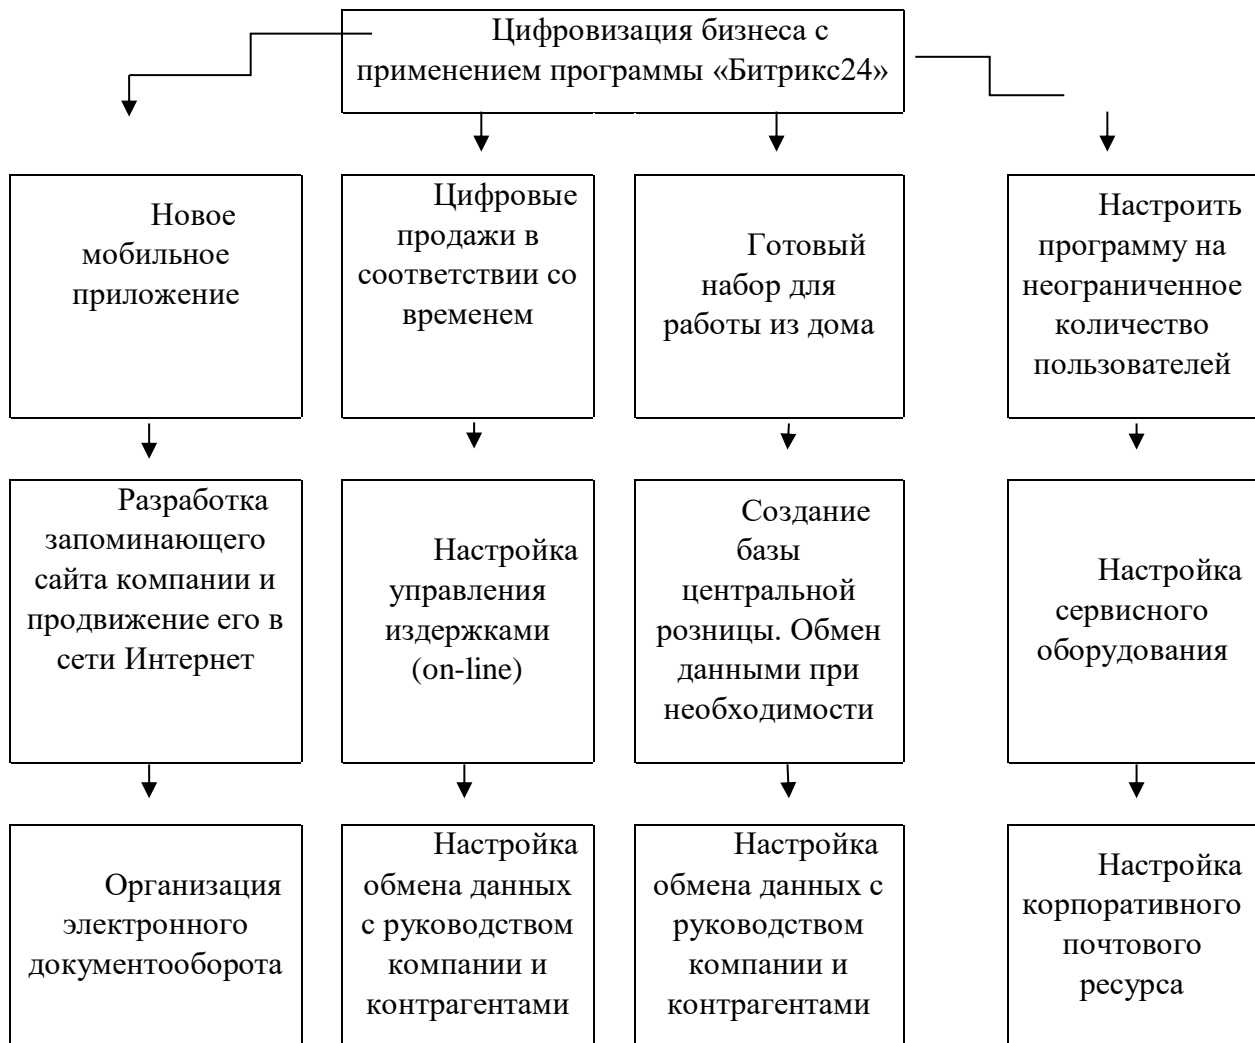 Цифровизация бизнеса с
применением программы «Битрикс24»
Новое
мобильное
приложение
Цифровые
продажи в
соответствии со
временем
Готовый
набор для
работы из дома
Настроить
программу на
неограниченное
количество
пользователей
Разработка
запоминающего
сайта компании и
продвижение его в
сети Интернет
Настройка
управления
издержками
(on-line)
Создание
базы
центральной
розницы. Обмен
данными при
необходимости
Настройка
сервисного
оборудования
Организация
электронного
документооборота
Настройка
обмена данных
с руководством
компании и
контрагентами
Настройка
обмена данных с
руководством
компании и
контрагентами
Настройка
корпоративного
почтового
ресурса